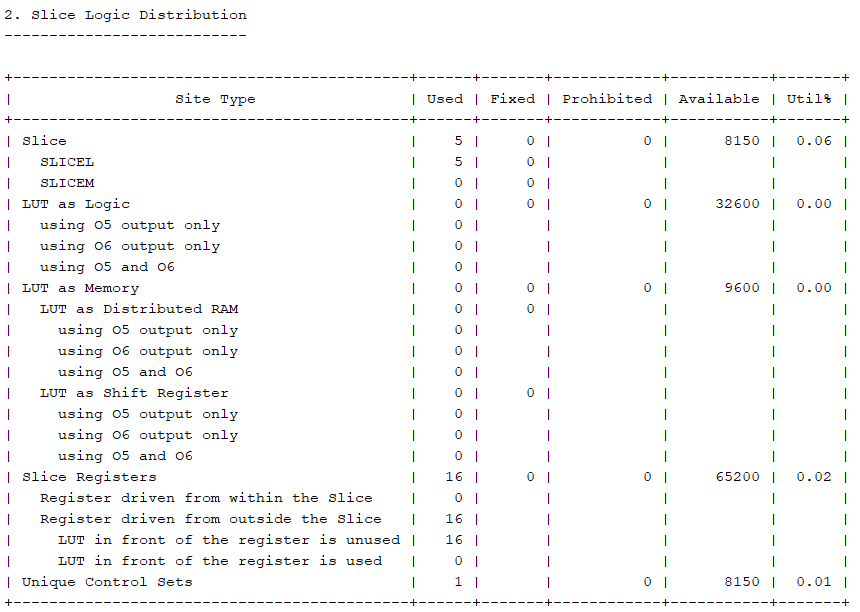 2. Slice Logic Distribution
---------------------------
+--------------------------------------------+------+-------+------------+-----------+-------+
|                  Site Type                 | Used | Fixed | Prohibited | Available | Util% |
+--------------------------------------------+------+-------+------------+-----------+-------+
| Slice                                      |    5 |     0 |          0 |      8150 |  0.06 |
|   SLICEL                                   |    5 |     0 |            |           |       |
|   SLICEM                                   |    0 |     0 |            |           |       |
| LUT as Logic                               |    0 |     0 |          0 |     32600 |  0.00 |
|   using O5 output only                     |    0 |       |            |           |       |
|   using O6 output only                     |    0 |       |            |           |       |
|   using O5 and O6                          |    0 |       |            |           |       |
| LUT as Memory                              |    0 |     0 |          0 |      9600 |  0.00 |
|   LUT as Distributed RAM                   |    0 |     0 |            |           |       |
|     using O5 output only                   |    0 |       |            |           |       |
|     using O6 output only                   |    0 |       |            |           |       |
|     using O5 and O6                        |    0 |       |            |           |       |
|   LUT as Shift Register                    |    0 |     0 |            |           |       |
|     using O5 output only                   |    0 |       |            |           |       |
|     using O6 output only                   |    0 |       |            |           |       |
|     using O5 and O6                        |    0 |       |            |           |       |
| Slice Registers                            |   16 |     0 |          0 |     65200 |  0.02 |
|   Register driven from within the Slice    |    0 |       |            |           |       |
|   Register driven from outside the Slice   |   16 |       |            |           |       |
|     LUT in front of the register is unused |   16 |       |            |           |       |
|     LUT in front of the register is used   |    0 |       |            |           |       |
| Unique Control Sets                        |    1 |       |          0 |      8150 |  0.01 |
+--------------------------------------------+------+-------+------------+-----------+-------+